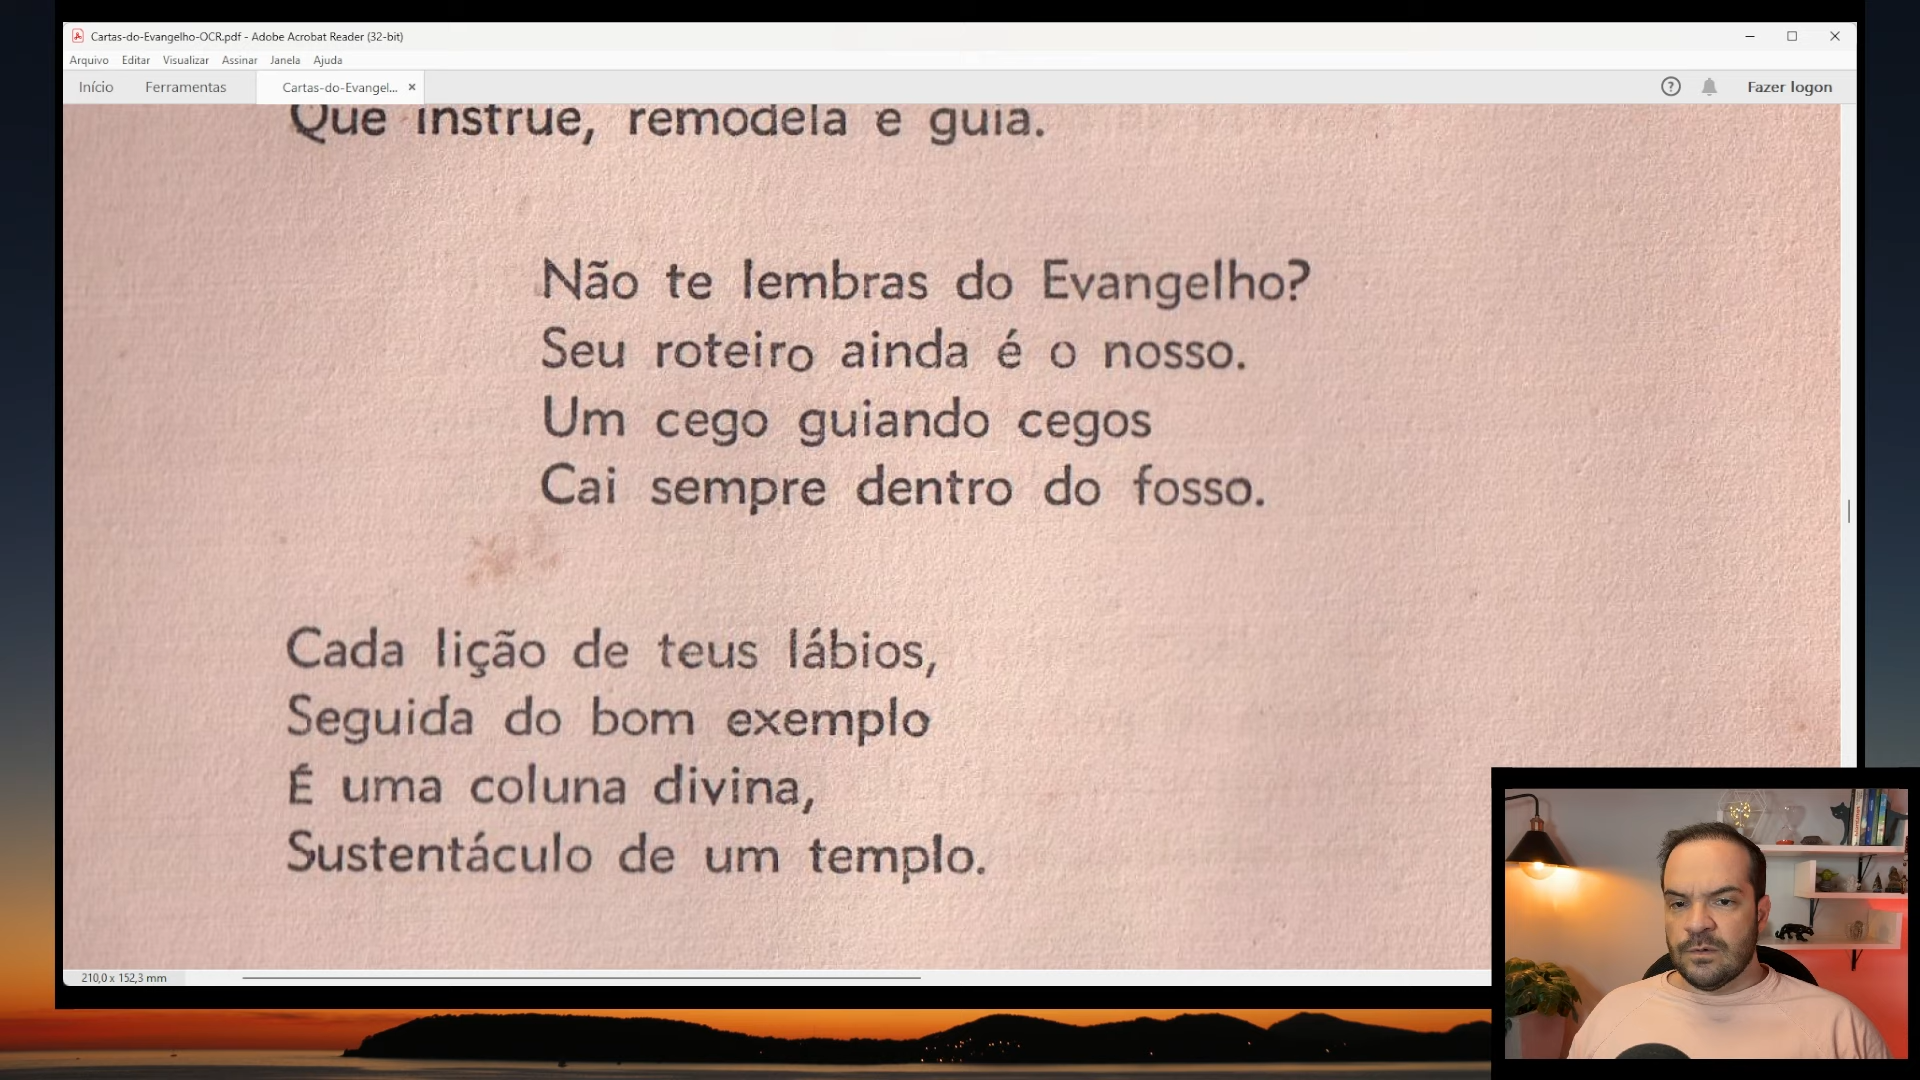 Cartas-do-Evangelho-OCR.pdf - Adobe Acrobat Reader (32-bit)
Arquivo Editar Visualizar Assinar Janela Ajuda
Início Ferramentas Cartas-do-Evangel... × Fazer logon
Que instrue, remodela e guia.
Não te lembras do Evangelho?
Seu roteiro ainda é o nosso.
Um cego guiando cegos
Cai sempre dentro do fosso.
Cada lição de teus lábios,
Seguida do bom exemplo
É uma coluna divina,
Sustentáculo de um templo.
210,0 x 152,3 mm